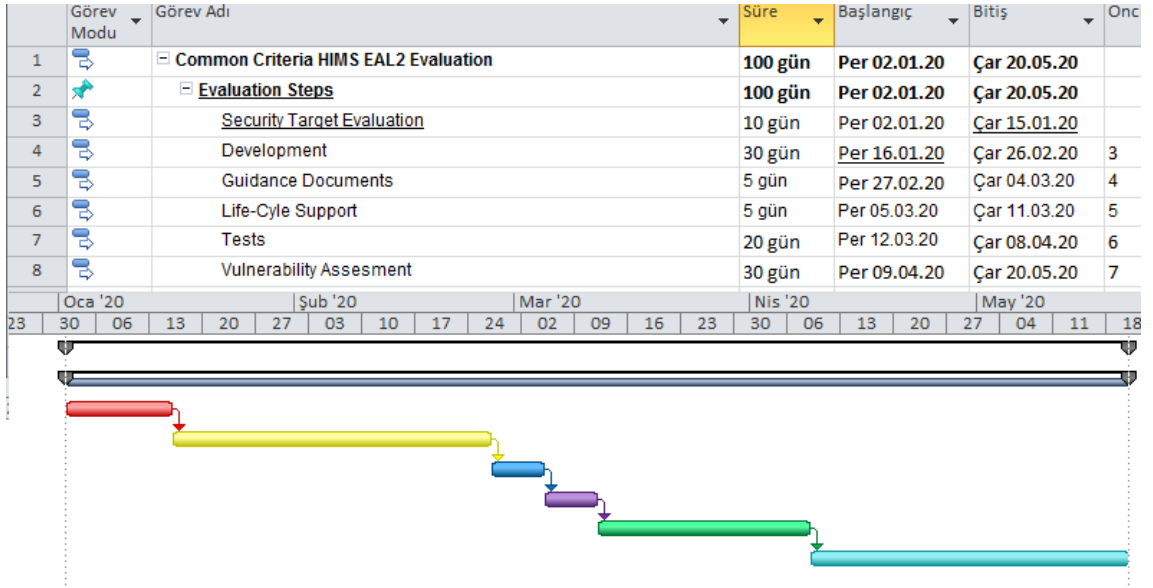 Görev Modu Görev Adı Süre Başlangıç Bitiş Önc
1 Common Criteria HIMS EAL2 Evaluation 100 gün Per 02.01.20 Çar 20.05.20
2 Evaluation Steps 100 gün Per 02.01.20 Çar 20.05.20
3 Security Target Evaluation 10 gün Per 02.01.20 Çar 15.01.20
4 Development 30 gün Per 16.01.20 Çar 26.02.20 3
5 Guidance Documents 5 gün Per 27.02.20 Çar 04.03.20 4
6 Life-Cyle Support 5 gün Per 05.03.20 Çar 11.03.20 5
7 Tests 20 gün Per 12.03.20 Çar 08.04.20 6
8 Vulnerability Assesment 30 gün Per 09.04.20 Çar 20.05.20 7
Oca '20 Şub '20 Mar '20 Nis '20 May '20
23 30 06 13 20 27 03 10 17 24 02 09 16 23 30 06 13 20 27 04 11 18